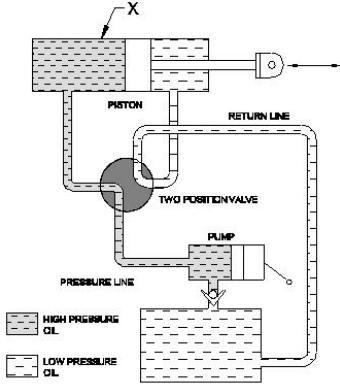 X
PISTON
RETURN LINE
TWO POSITION VALVE
PUMP
PRESSURE LINE
HIGH PRESSURE
OIL
LOW PRESSURE
OIL